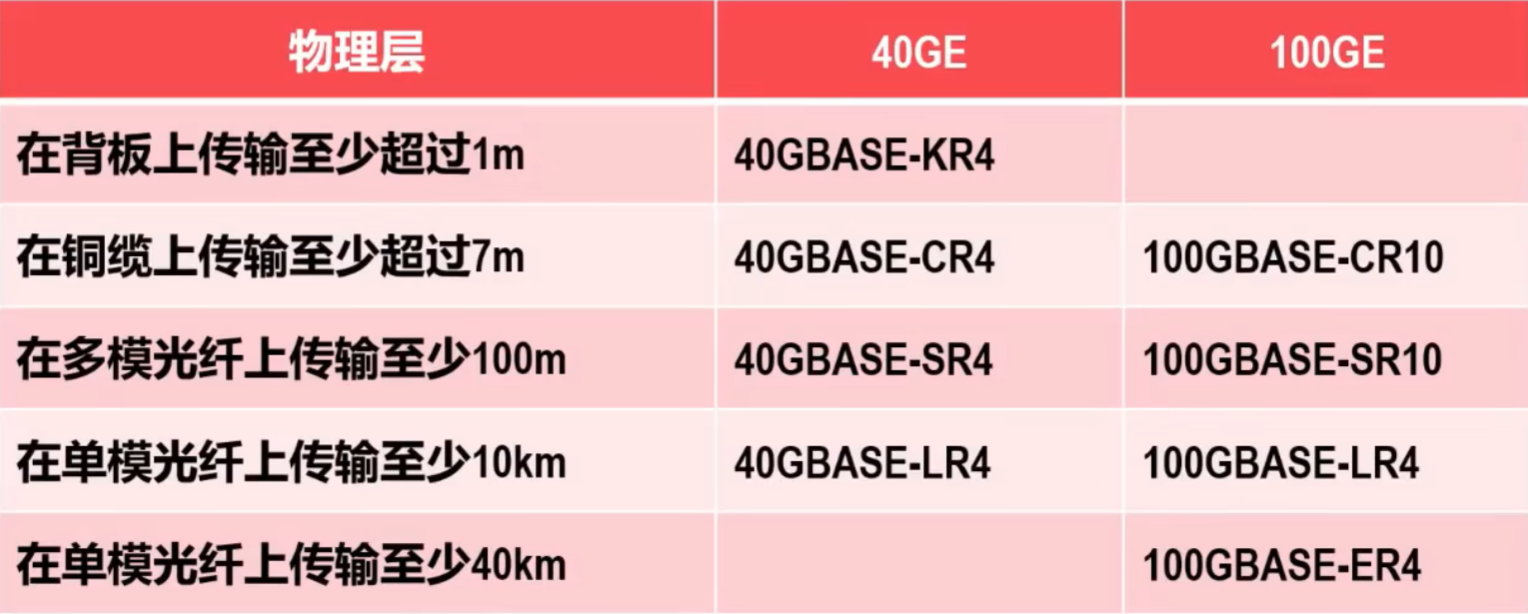 物理层 40GE 100GE
在背板上传输至少超过1m 40GBASE-KR4
在铜缆上传输至少超过7m 40GBASE-CR4 100GBASE-CR10
在多模光纤上传输至少100m 40GBASE-SR4 100GBASE-SR10
在单模光纤上传输至少10km 40GBASE-LR4 100GBASE-LR4
在单模光纤上传输至少40km 100GBASE-ER4